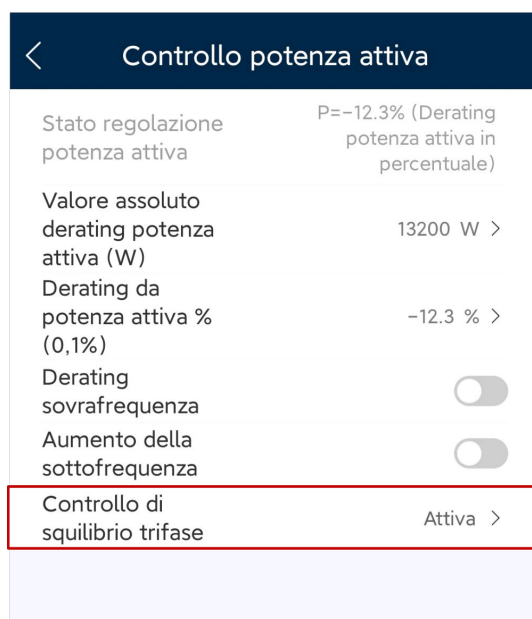 Controllo potenza attiva
Stato regolazione
potenza attiva
P=-12.3% (Derating
potenza attiva in
percentuale)
Valore assoluto
derating potenza
attiva (W)
13200 W
Derating da
potenza attiva %
(0,1%)
-12.3 %
Derating
sovrafrequenza
Aumento della
sottofrequenza
Controllo di
squilibrio trifase
Attiva